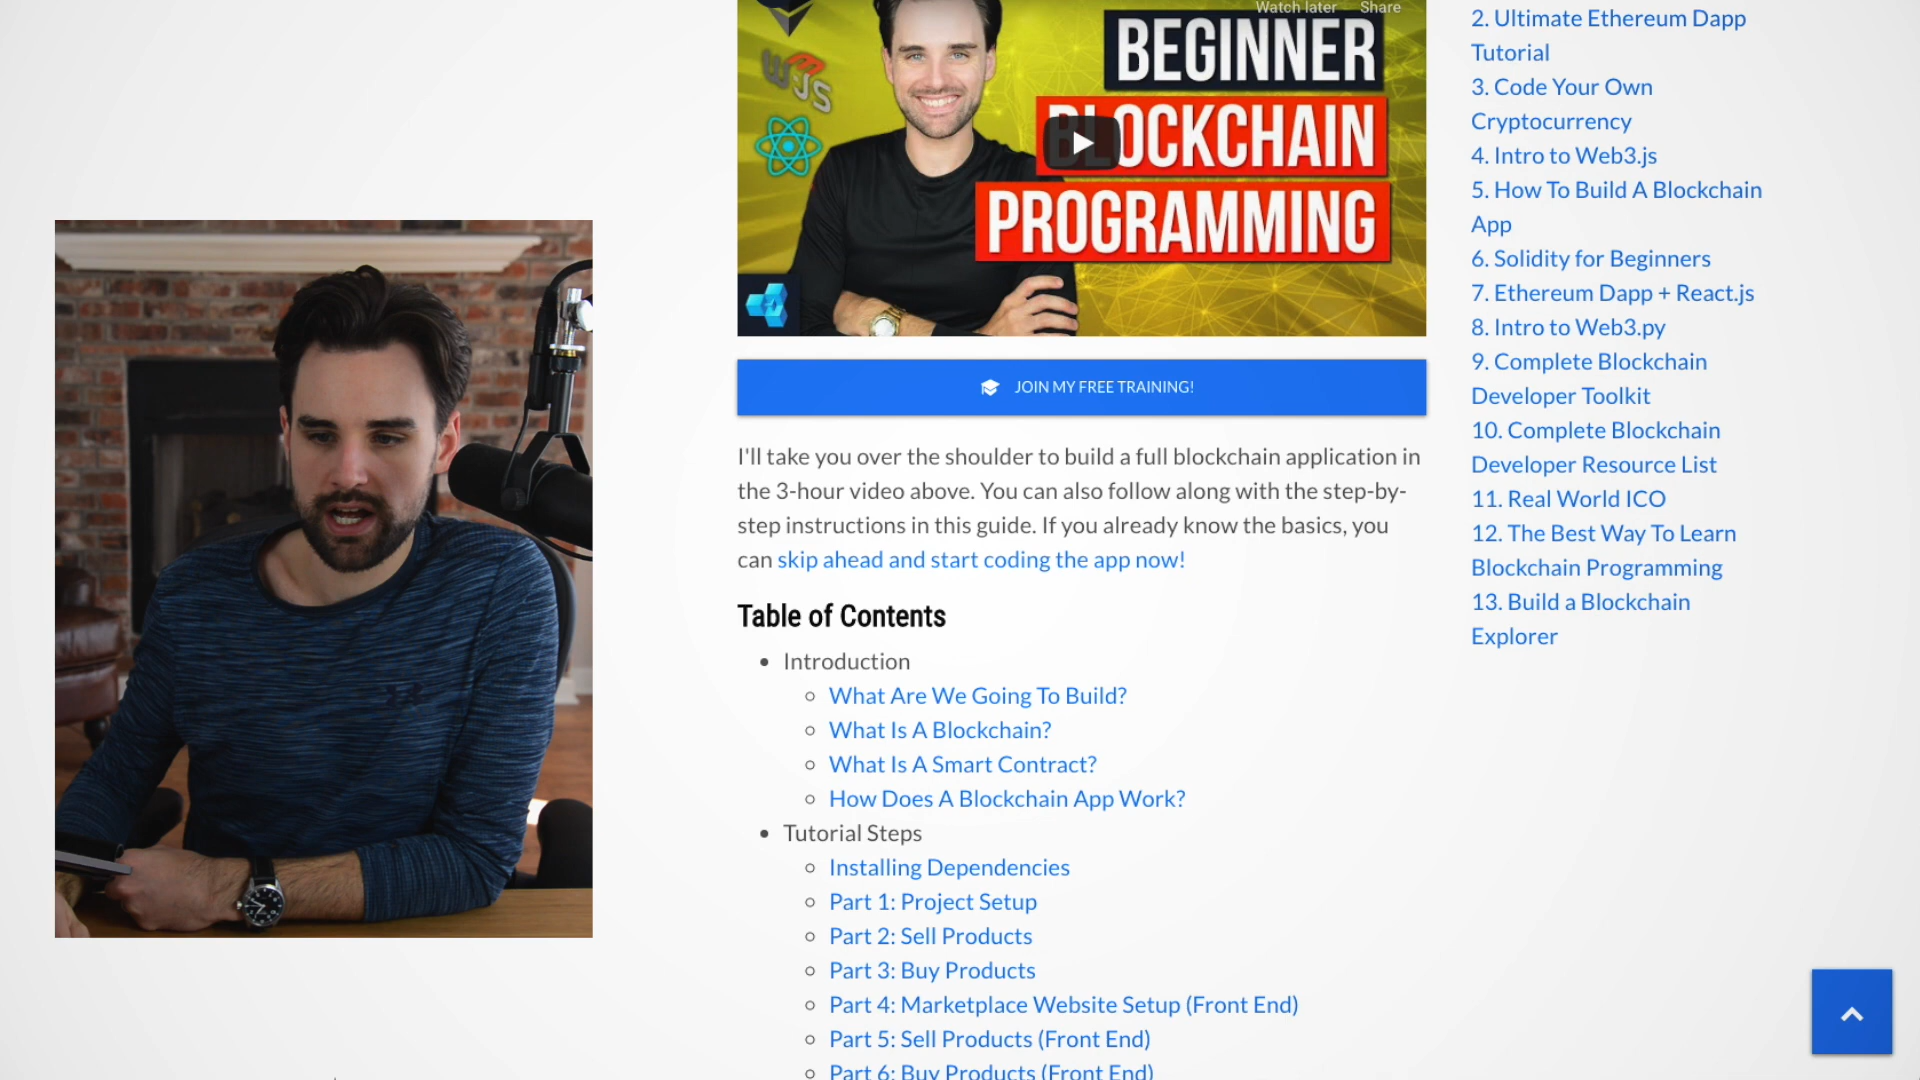 Watch later Share
W JS
BEGINNER
BLOCKCHAIN
PROGRAMMING
JOIN MY FREE TRAINING!
I'll take you over the shoulder to build a full blockchain application in
the 3-hour video above. You can also follow along with the step-by-
step instructions in this guide. If you already know the basics, you
can skip ahead and start coding the app now!
Table of Contents
Introduction
What Are We Going To Build?
What Is A Blockchain?
What Is A Smart Contract?
How Does A Blockchain App Work?
Tutorial Steps
Installing Dependencies
Part 1: Project Setup
Part 2: Sell Products
Part 3: Buy Products
Part 4: Marketplace Website Setup (Front End)
Part 5: Sell Products (Front End)
Part 6: Buy Products (Front End)
2. Ultimate Ethereum Dapp
Tutorial
3. Code Your Own
Cryptocurrency
4. Intro to Web3.js
5. How To Build A Blockchain
App
6. Solidity for Beginners
7. Ethereum Dapp + React.js
8. Intro to Web3.py
9. Complete Blockchain
Developer Toolkit
10. Complete Blockchain
Developer Resource List
11. Real World ICO
12. The Best Way To Learn
Blockchain Programming
13. Build a Blockchain
Explorer